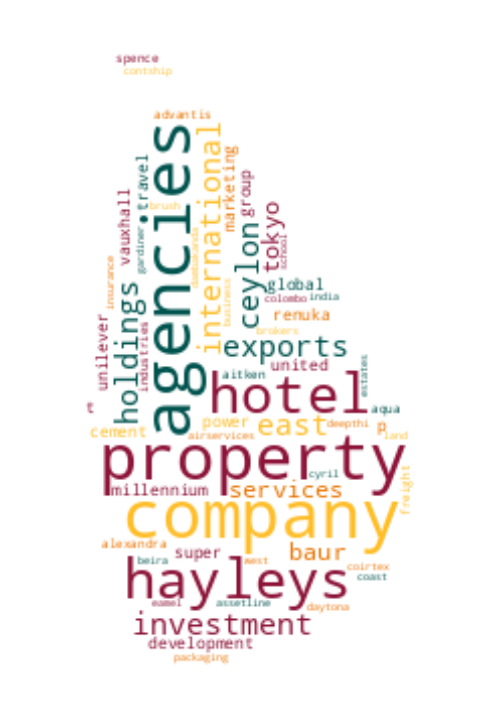 spence
contship
advantis
agencies
international
travel
brush
marketing
group
vauxhall
gardiner
tokyo
school
ceylon
insurance
holdings
business
global
colombo india
renuka
unilever
industries
brokers
exports
united
aitken
estates
hotel
t
aqua
power
east
deepthi
p
cement
airservices
land
property
cyril
millennium
services
freight
company
alexandra
super
baur
beira
west
coirtex
coast
hayleys
eamel
assetline
daytona
investment
development
packaging